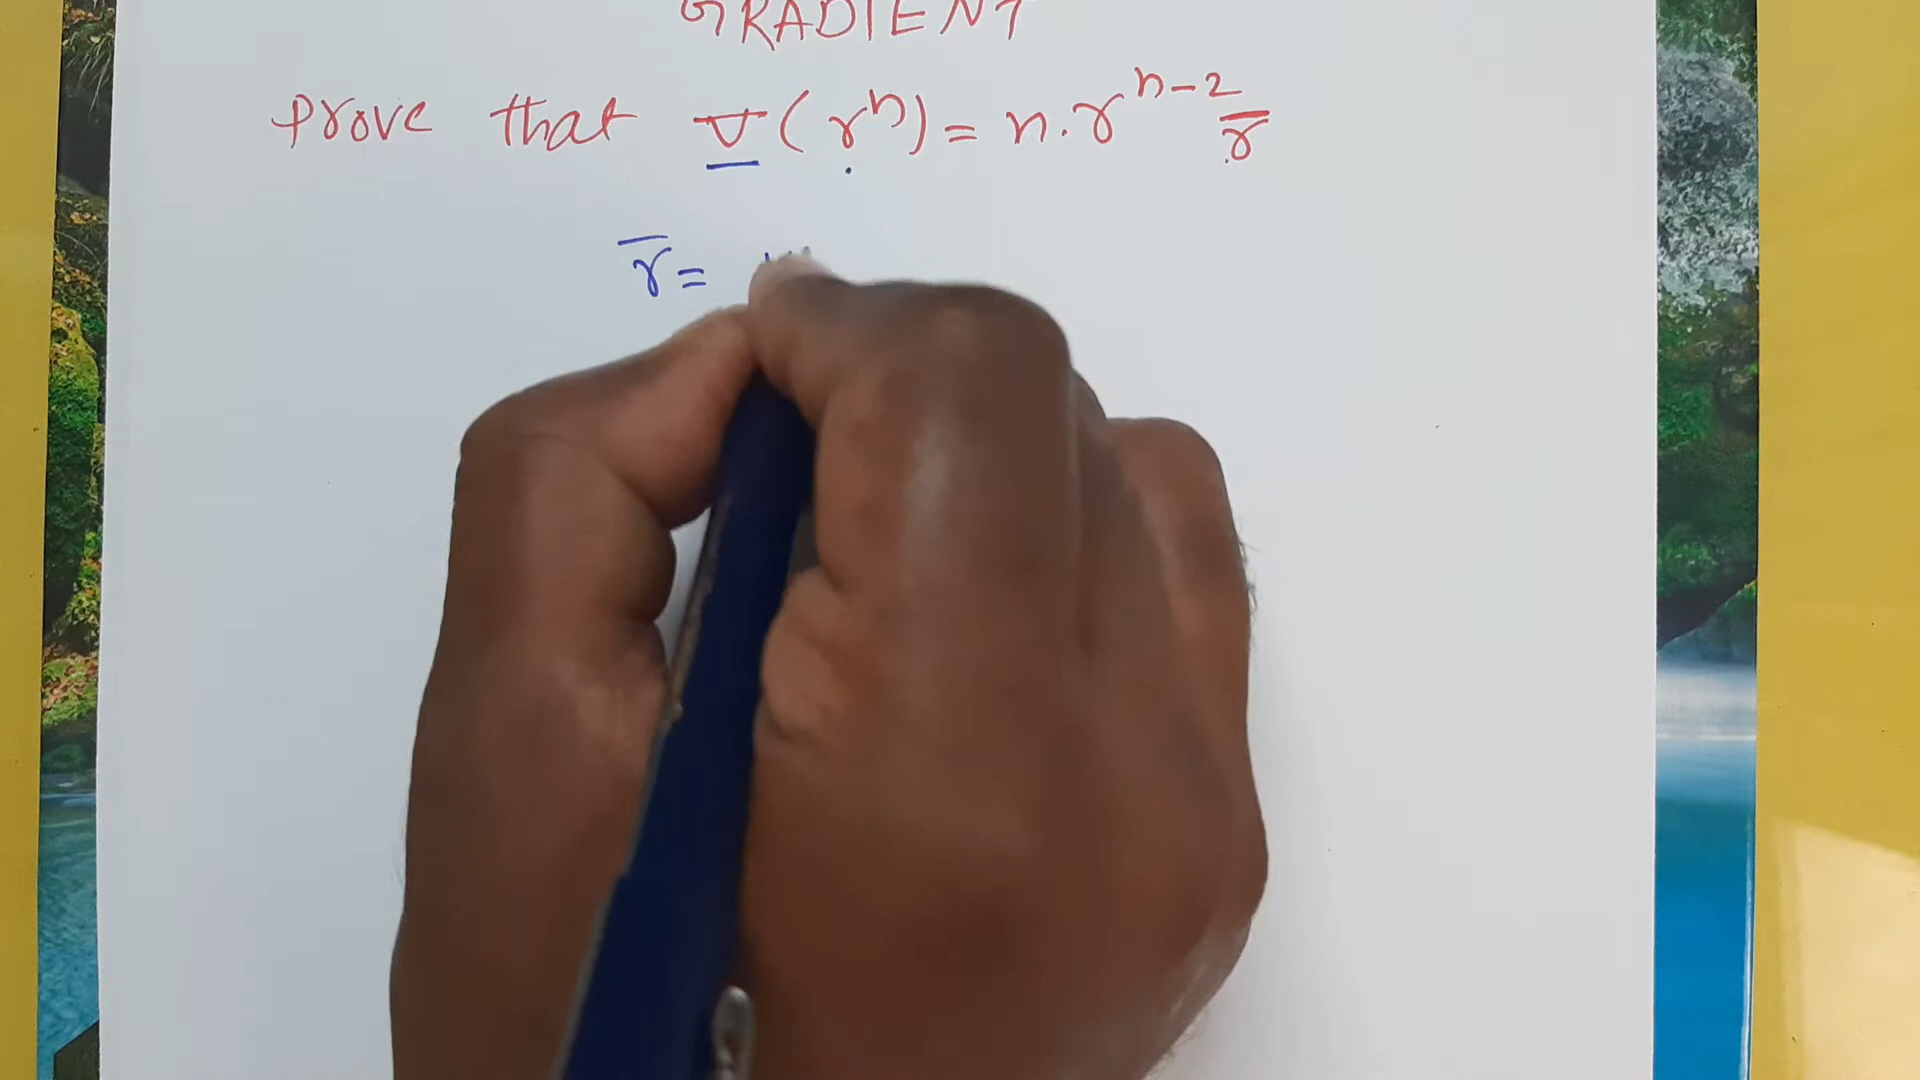 GRADIENT
Prove that ∇(rⁿ) = n.rⁿ⁻² r̅
r̅ =